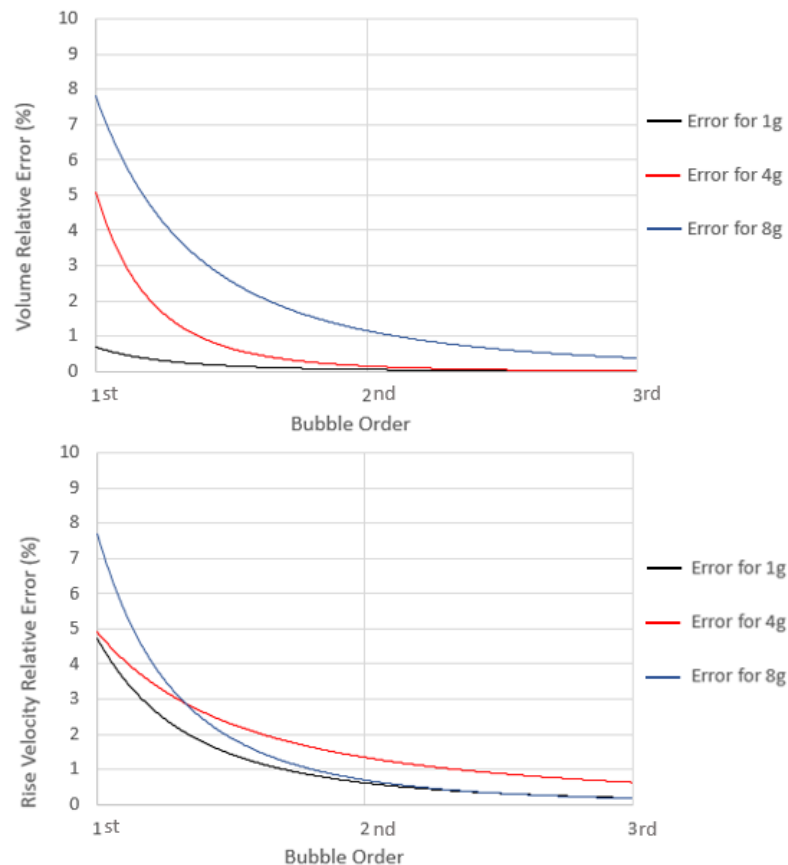 10
9
8
7
6
5
4
3
2
1
0
Volume Relative Error (%)
1st 2nd 3rd
Bubble Order
Error for 1g
Error for 4g
Error for 8g
10
9
8
7
6
5
4
3
2
1
0
Rise Velocity Relative Error (%)
1st 2nd 3rd
Bubble Order
Error for 1g
Error for 4g
Error for 8g